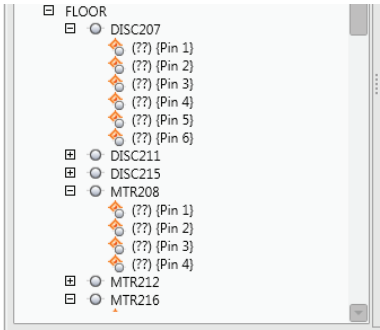 FLOOR
DISC207
(??) {Pin 1}
(??) {Pin 2}
(??) {Pin 3}
(??) {Pin 4}
(??) {Pin 5}
(??) {Pin 6}
DISC211
DISC215
MTR208
(??) {Pin 1}
(??) {Pin 2}
(??) {Pin 3}
(??) {Pin 4}
MTR212
MTR216